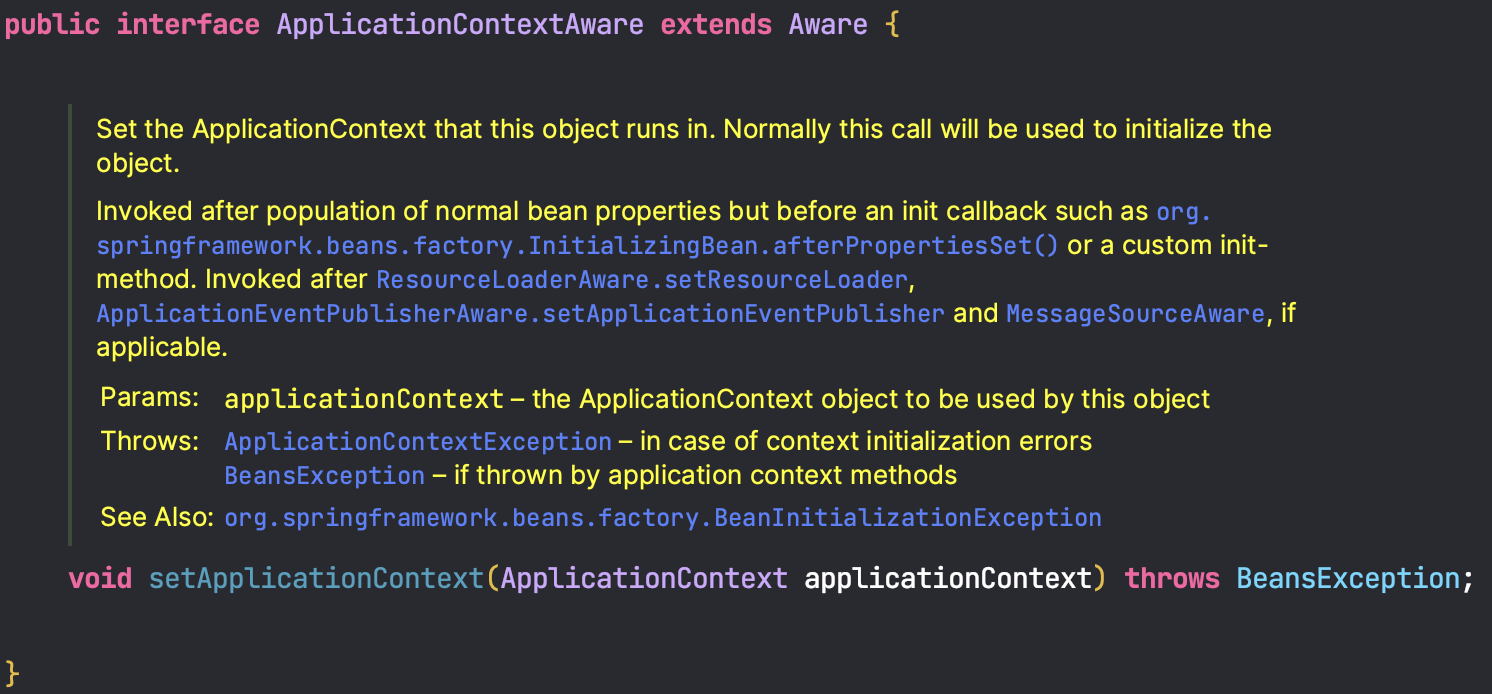 public interface ApplicationContextAware extends Aware {
Set the ApplicationContext that this object runs in. Normally this call will be used to initialize the
object.
Invoked after population of normal bean properties but before an init callback such as org.
springframework.beans.factory.InitializingBean.afterPropertiesSet() or a custom init-
method. Invoked after ResourceLoaderAware.setResourceLoader,
ApplicationEventPublisherAware.setApplicationEventPublisher and MessageSourceAware, if
applicable.
Params: applicationContext – the ApplicationContext object to be used by this object
Throws: ApplicationContextException – in case of context initialization errors
BeansException – if thrown by application context methods
See Also: org.springframework.beans.factory.BeanInitializationException
void setApplicationContext(ApplicationContext applicationContext) throws BeansException;
}